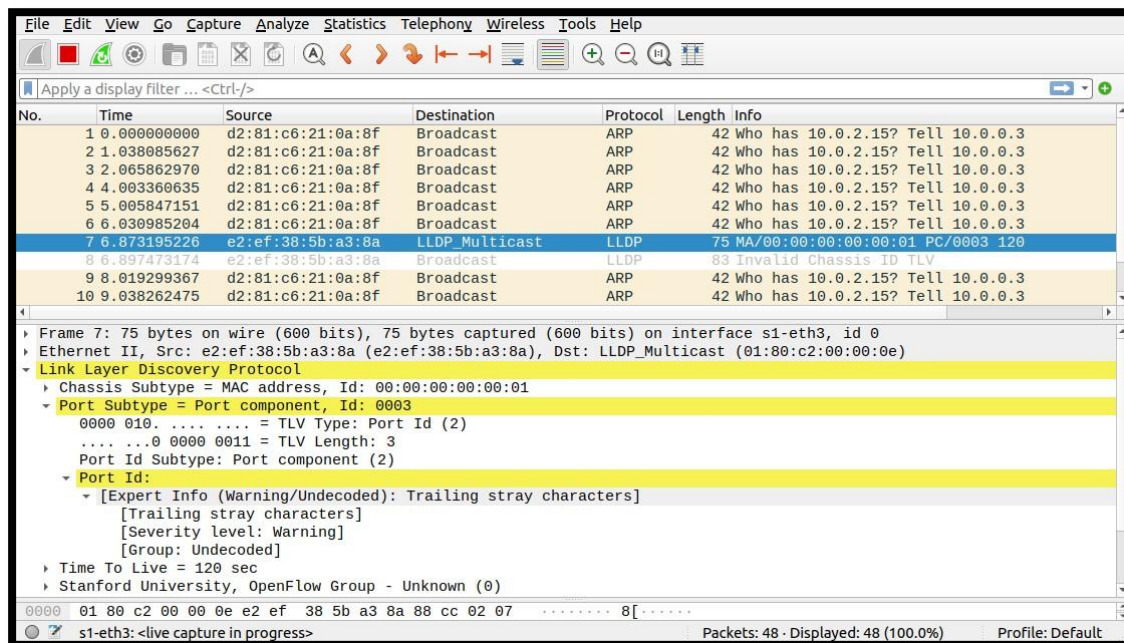 File Edit View Go Capture Analyze Statistics Telephony Wireless Tools Help
Apply a display filter … <Ctrl-/>
No. Time Source Destination Protocol Length Info
1 0.000000000 d2:81:c6:21:0a:8f Broadcast ARP 42 Who has 10.0.2.15? Tell 10.0.0.3
2 1.038085627 d2:81:c6:21:0a:8f Broadcast ARP 42 Who has 10.0.2.15? Tell 10.0.0.3
3 2.065862970 d2:81:c6:21:0a:8f Broadcast ARP 42 Who has 10.0.2.15? Tell 10.0.0.3
4 4.003360635 d2:81:c6:21:0a:8f Broadcast ARP 42 Who has 10.0.2.15? Tell 10.0.0.3
5 5.005847151 d2:81:c6:21:0a:8f Broadcast ARP 42 Who has 10.0.2.15? Tell 10.0.0.3
6 6.030985204 d2:81:c6:21:0a:8f Broadcast ARP 42 Who has 10.0.2.15? Tell 10.0.0.3
7 6.873195226 e2:ef:38:5b:a3:8a LLDP_Multicast LLDP 75 MA/00:00:00:00:00:01 PC/0003 120
8 6.897473174 e2:ef:38:5b:a3:8a Broadcast LLDP 83 Invalid Chassis ID TLV
9 8.019299367 d2:81:c6:21:0a:8f Broadcast ARP 42 Who has 10.0.2.15? Tell 10.0.0.3
10 9.038262475 d2:81:c6:21:0a:8f Broadcast ARP 42 Who has 10.0.2.15? Tell 10.0.0.3
Frame 7: 75 bytes on wire (600 bits), 75 bytes captured (600 bits) on interface s1-eth3, id 0
Ethernet II, Src: e2:ef:38:5b:a3:8a (e2:ef:38:5b:a3:8a), Dst: LLDP_Multicast (01:80:c2:00:00:0e)
Link Layer Discovery Protocol
Chassis Subtype = MAC address, Id: 00:00:00:00:00:01
Port Subtype = Port component, Id: 0003
0000 010. .... .... = TLV Type: Port Id (2)
.... ...0 0000 0011 = TLV Length: 3
Port Id Subtype: Port component (2)
Port Id:
[Expert Info (Warning/Undecoded): Trailing stray characters]
[Trailing stray characters]
[Severity level: Warning]
[Group: Undecoded]
Time To Live = 120 sec
Stanford University, OpenFlow Group - Unknown (0)
0000 01 80 c2 00 00 0e e2 ef 38 5b a3 8a 88 cc 02 07 ········ 8[······
s1-eth3: <live capture in progress> Packets: 48 · Displayed: 48 (100.0%) Profile: Default